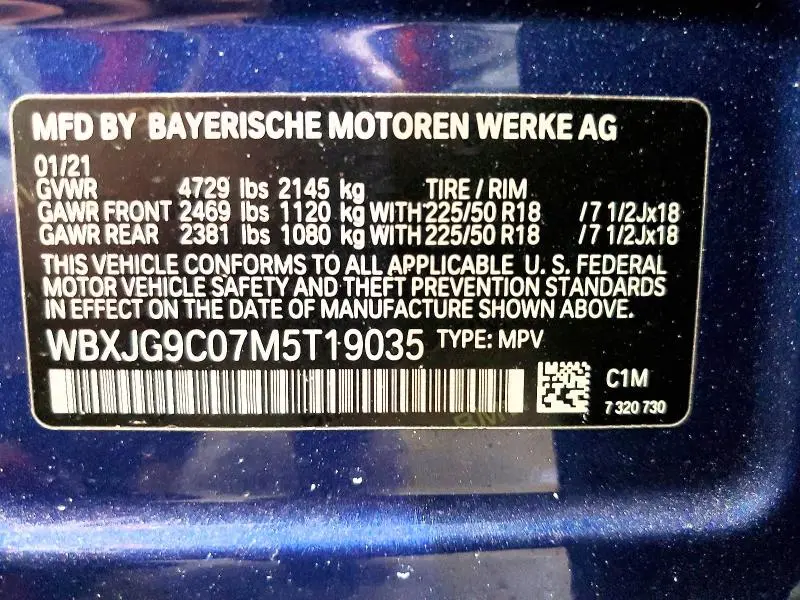 MFD BY BAYERISCHE MOTOREN WERKE AG
01/21
GVWR 4729 lbs 2145 kg TIRE / RIM
GAWR FRONT 2469 lbs 1120 kg WITH 225/50 R18 /7 1/2Jx18
GAWR REAR 2381 lbs 1080 kg WITH 225/50 R18 /7 1/2Jx18
THIS VEHICLE CONFORMS TO ALL APPLICABLE U. S. FEDERAL
MOTOR VEHICLE SAFETY AND THEFT PREVENTION STANDARDS
IN EFFECT ON THE DATE OF MANUFACTURE SHOWN ABOVE.
WBXJG9C07M5T19035 TYPE: MPV
C1M
7 320 730